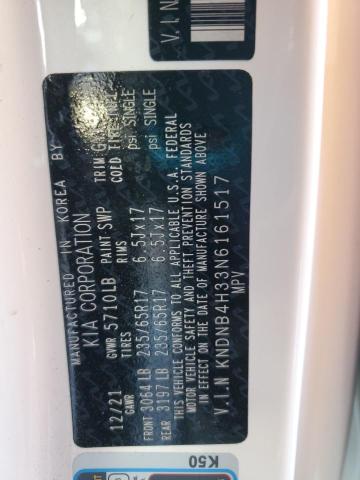 MANUFACTURED IN KOREA BY
KIA CORPORATION
12/21 GVWR 5710LB PAINT SWP TRIM
GAWR TIRES RIMS COLD
FRONT 3064 LB 235/65R17 6.5Jx17 psi SINGLE
REAR 3197 LB 235/65R17 6.5Jx17 psi SINGLE
THIS VEHICLE CONFORMS TO ALL APPLICABLE U.S.A. FEDERAL
MOTOR VEHICLE SAFETY AND THEFT PREVENTION STANDARDS
IN EFFECT ON THE DATE OF MANUFACTURE SHOWN ABOVE
V.I.N KNDNB4H33N6161517
MPV
V.I.N
K50